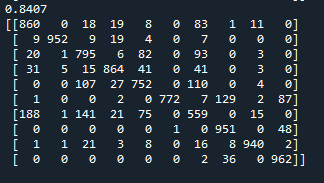 0.8407
[[860 0 18 19 8 0 83 1 11 0]
[ 9 952 9 19 4 0 7 0 0 0]
[ 20 1 795 6 82 0 93 0 3 0]
[ 31 5 15 864 41 0 41 0 3 0]
[ 0 0 107 27 752 0 110 0 4 0]
[ 1 0 0 2 0 772 7 129 2 87]
[188 1 141 21 75 0 559 0 15 0]
[ 0 0 0 0 0 1 0 951 0 48]
[ 1 1 21 3 8 0 16 8 940 2]
[ 0 0 0 0 0 0 2 36 0 962]]